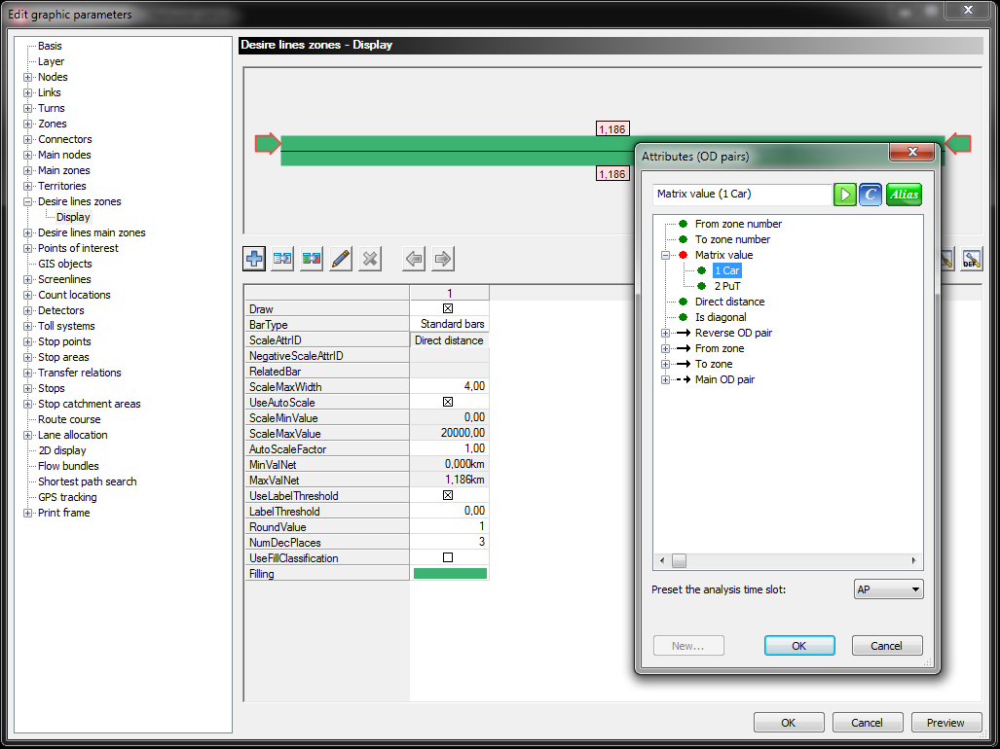 Edit graphic parameters
Basis
Layer
Nodes
Links
Turns
Zones
Connectors
Main nodes
Main zones
Territories
Desire lines zones
Display
Desire lines main zones
Points of interest
GIS objects
Screenlines
Count locations
Detectors
Toll systems
Stop points
Stop areas
Transfer relations
Stops
Stop catchment areas
Route course
Lane allocation
2D display
Flow bundles
Shortest path search
GPS tracking
Print frame
Desire lines zones - Display
1,186
1,186
1
Draw
BarType Standard bars
ScaleAttrID Direct distance
NegativeScaleAttrID
RelatedBar
ScaleMaxWidth 4,00
UseAutoScale
ScaleMinValue 0,00
ScaleMaxValue 20000,00
AutoScaleFactor 1,00
MinValNet 0,000km
MaxValNet 1,186km
UseLabelThreshold
LabelThreshold 0,00
RoundValue 1
NumDecPlaces 3
UseFillClassification
Filling
DEF
Attributes (OD pairs)
Matrix value (1 Car)
C
Alias
From zone number
To zone number
Matrix value
1 Car
2 PuT
Direct distance
Is diagonal
Reverse OD pair
From zone
To zone
Main OD pair
Preset the analysis time slot: AP
New... OK Cancel
OK Cancel Preview